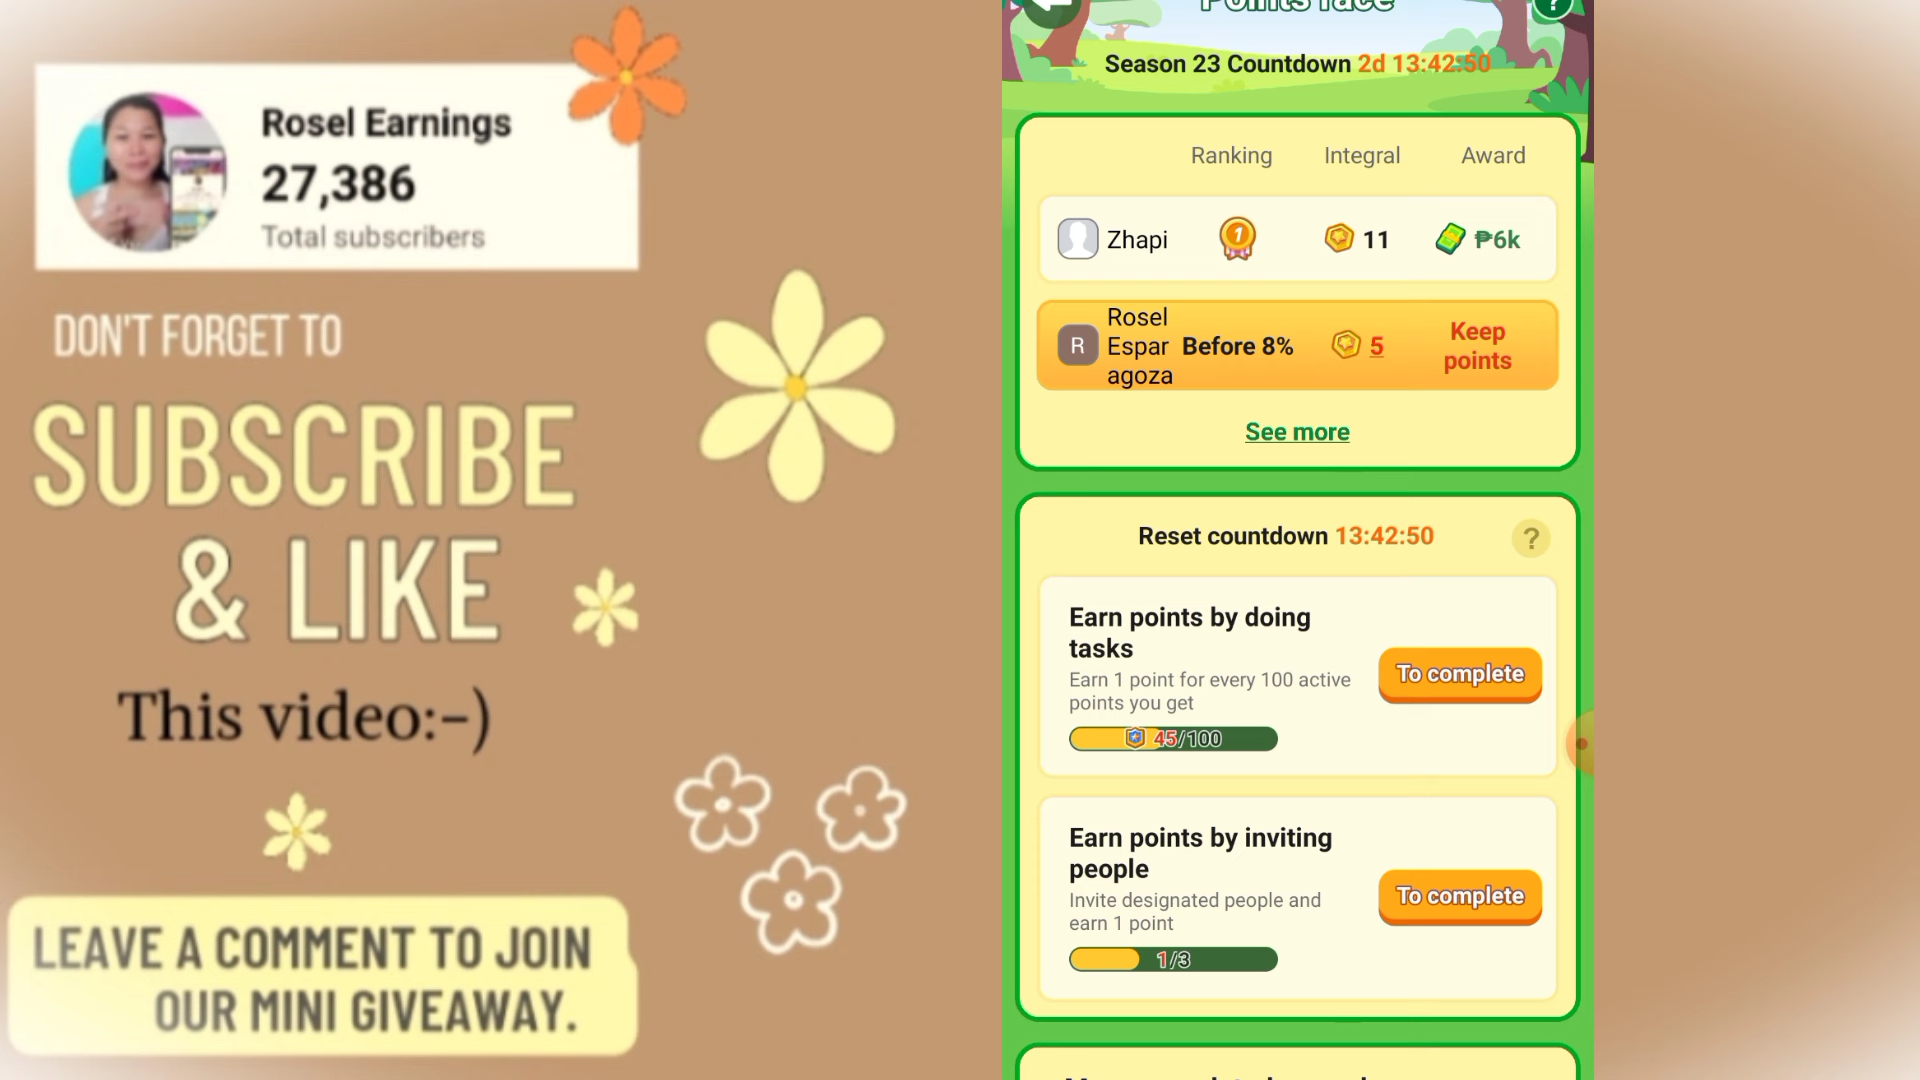 Rosel Earnings
27,386
Total subscribers
DON'T FORGET TO
SUBSCRIBE
& LIKE
This video:-)
LEAVE A COMMENT TO JOIN
OUR MINI GIVEAWAY.
Points race
?
Season 23 Countdown 2d 13:42:50
Ranking Integral Award
Zhapi 1 11 ₱6k
R Rosel
Espar
agoza
Before 8% 5 Keep
points
See more
Reset countdown 13:42:50 ?
Earn points by doing
tasks
Earn 1 point for every 100 active
points you get
45/100
To complete
Earn points by inviting
people
Invite designated people and
earn 1 point
1/3
To complete